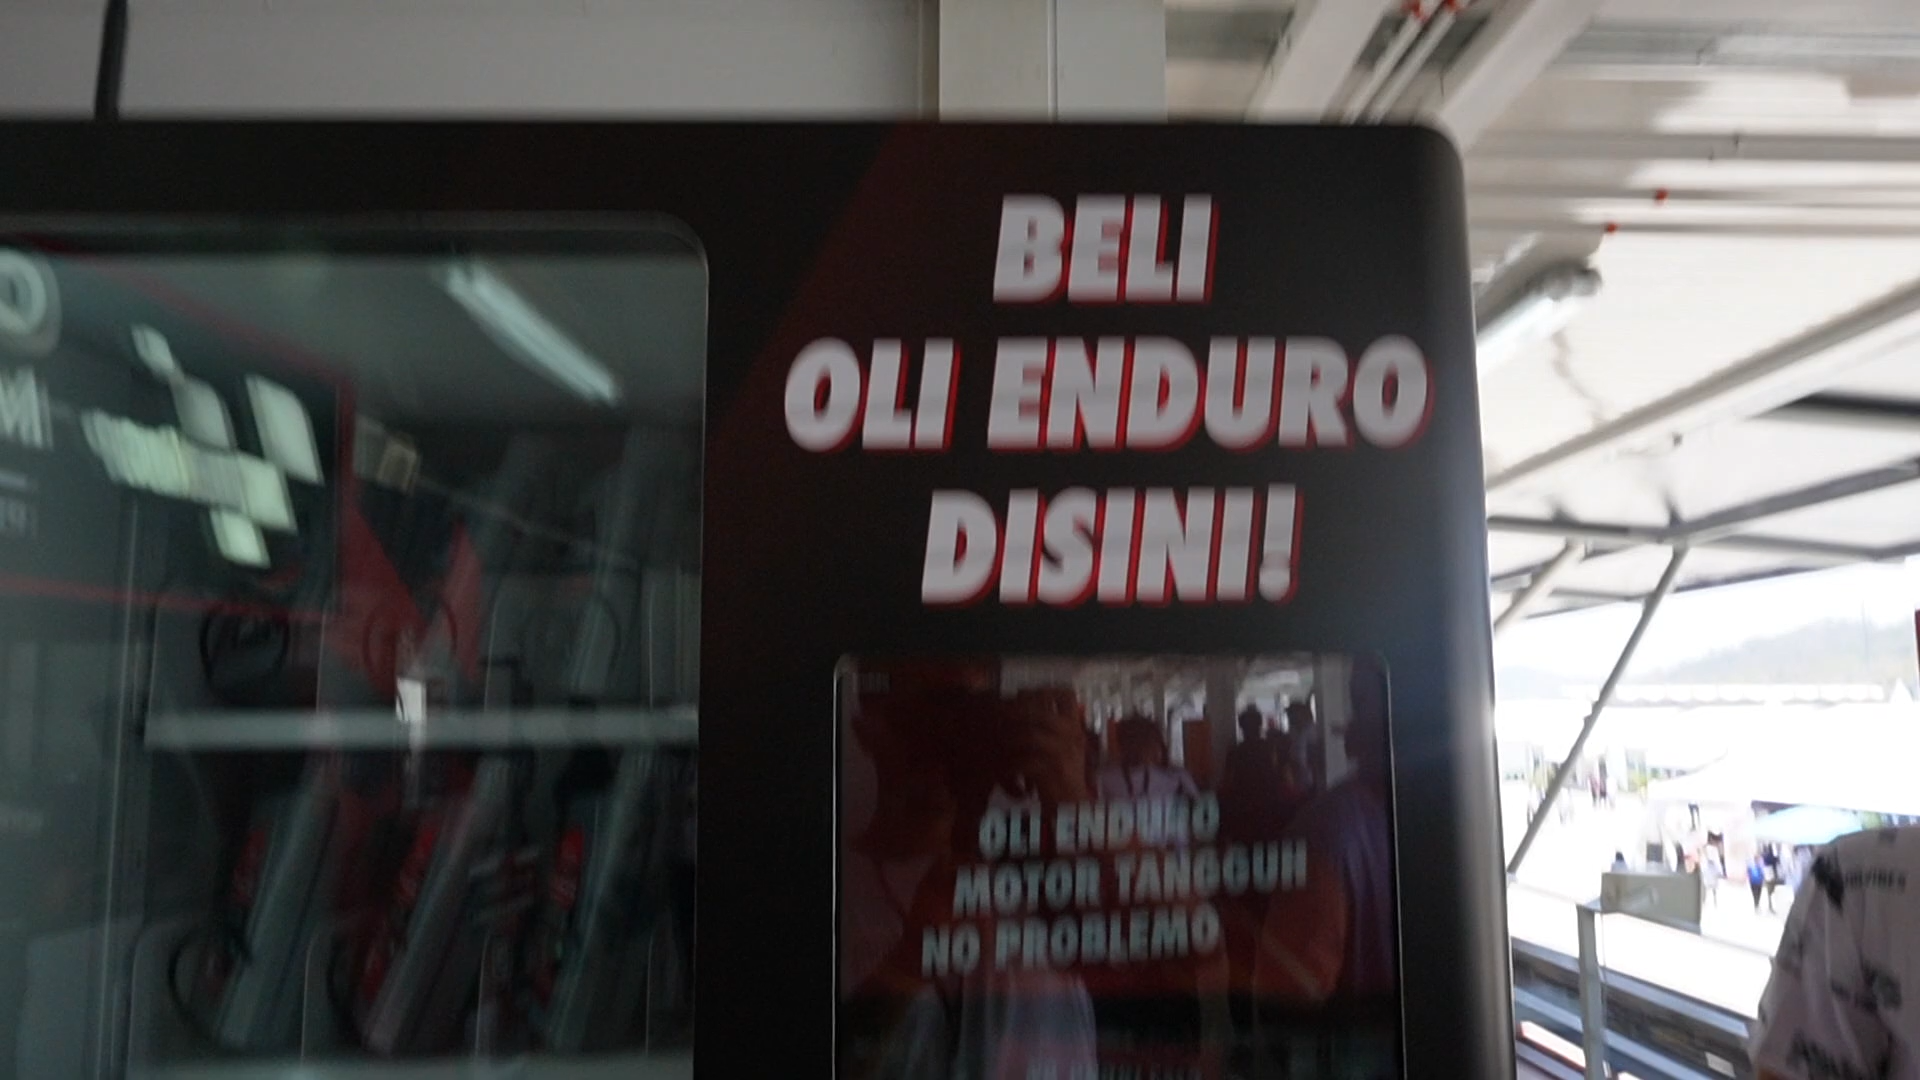 BELI
OLI ENDURO
DISINI!
OLI ENDURO
MOTOR TANGGUH
NO PROBLEMO